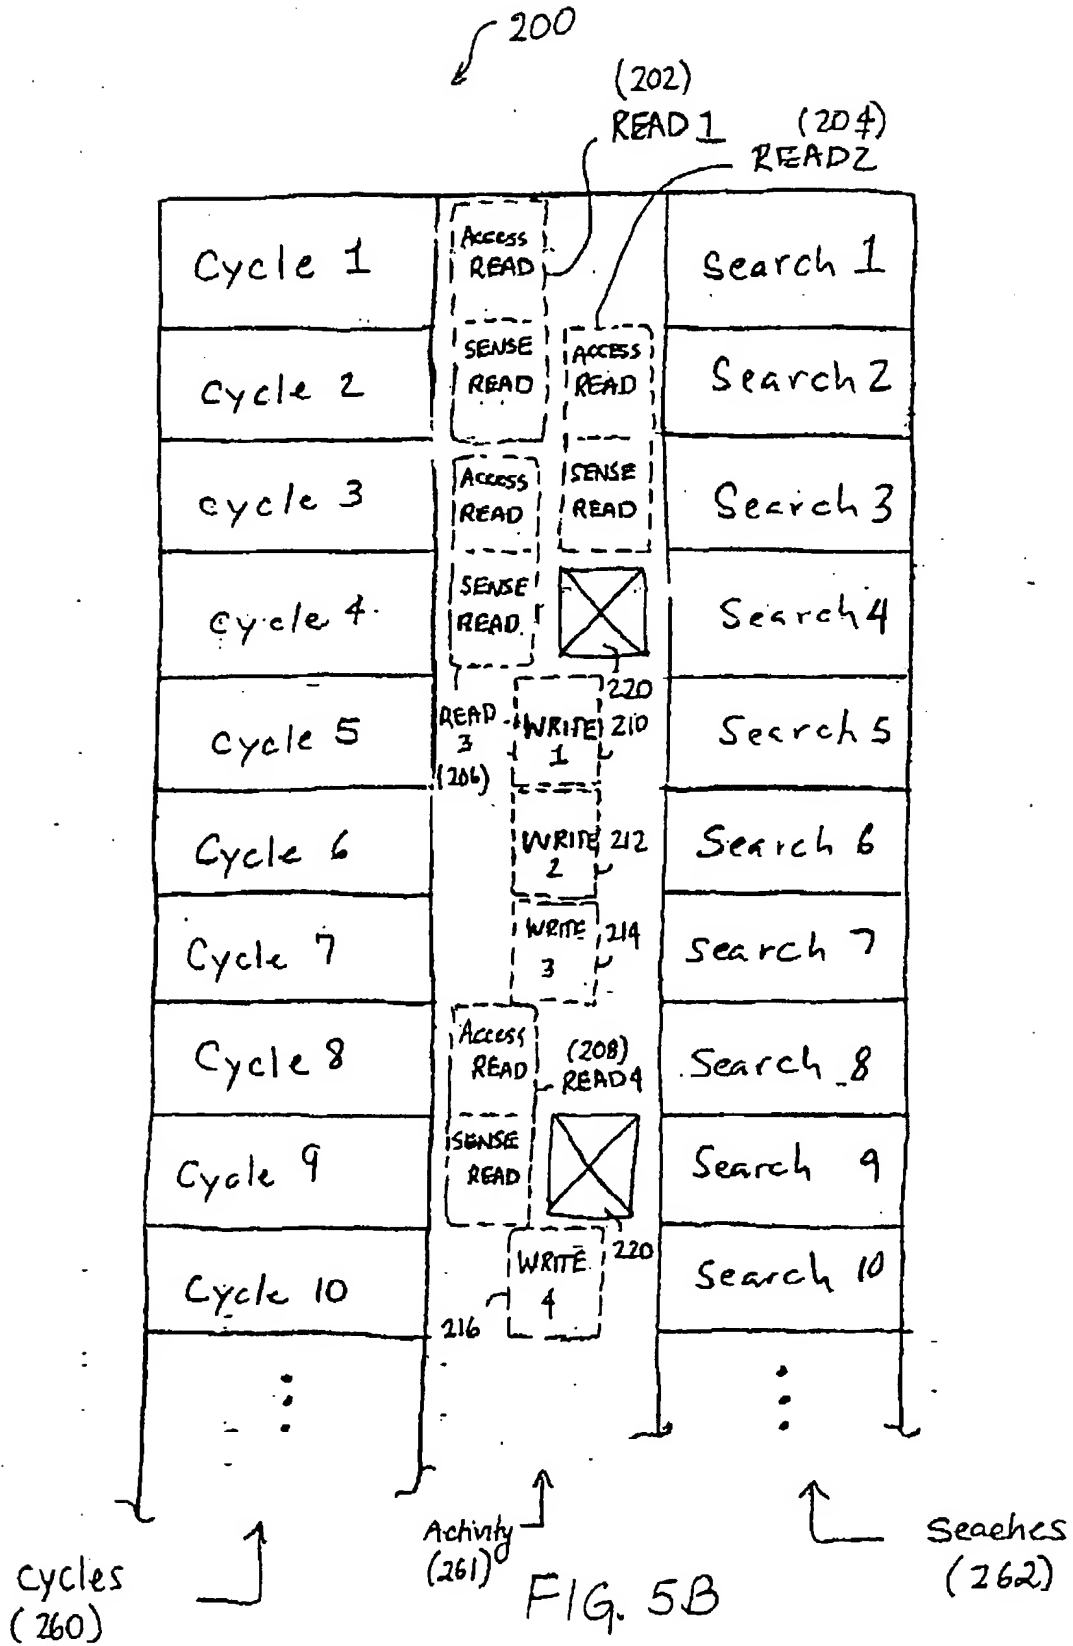 200
(202)
READ 1
(204)
READ 2
Cycle 1
Access
READ
Search 1
Cycle 2
SENSE
READ
ACCESS
READ
Search 2
cycle 3
Access
READ
SENSE
READ
Search 3
cycle 4
SENSE
READ
220
Search 4
cycle 5
READ
3
(206)
WRITE
1
210
Search 5
Cycle 6
WRITE
2
212
Search 6
Cycle 7
WRITE
3
214
Search 7
Cycle 8
Access
READ
(208)
READ 4
Search 8
Cycle 9
SENSE
READ
220
Search 9
Cycle 10
216
WRITE
4
Search 10
Cycles
(260)
Activity
(261)
Seaches
(262)
FIG. 5B